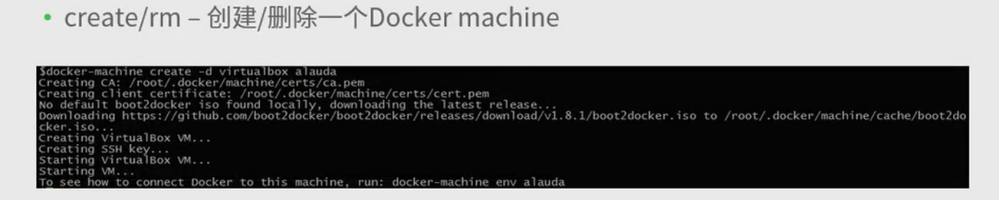 • create/rm – 创建/删除一个Docker machine
$docker-machine create -d virtualbox alauda
Creating CA: /root/.docker/machine/certs/ca.pem
Creating client certificate: /root/.docker/machine/certs/cert.pem
No default boot2docker iso found locally, downloading the latest release...
Downloading https://github.com/boot2docker/boot2docker/releases/download/v1.8.1/boot2docker.iso to /root/.docker/machine/cache/boot2do
cker.iso...
Creating VirtualBox VM...
Creating SSH key...
Starting VirtualBox VM...
Starting VM...
To see how to connect Docker to this machine, run: docker-machine env alauda